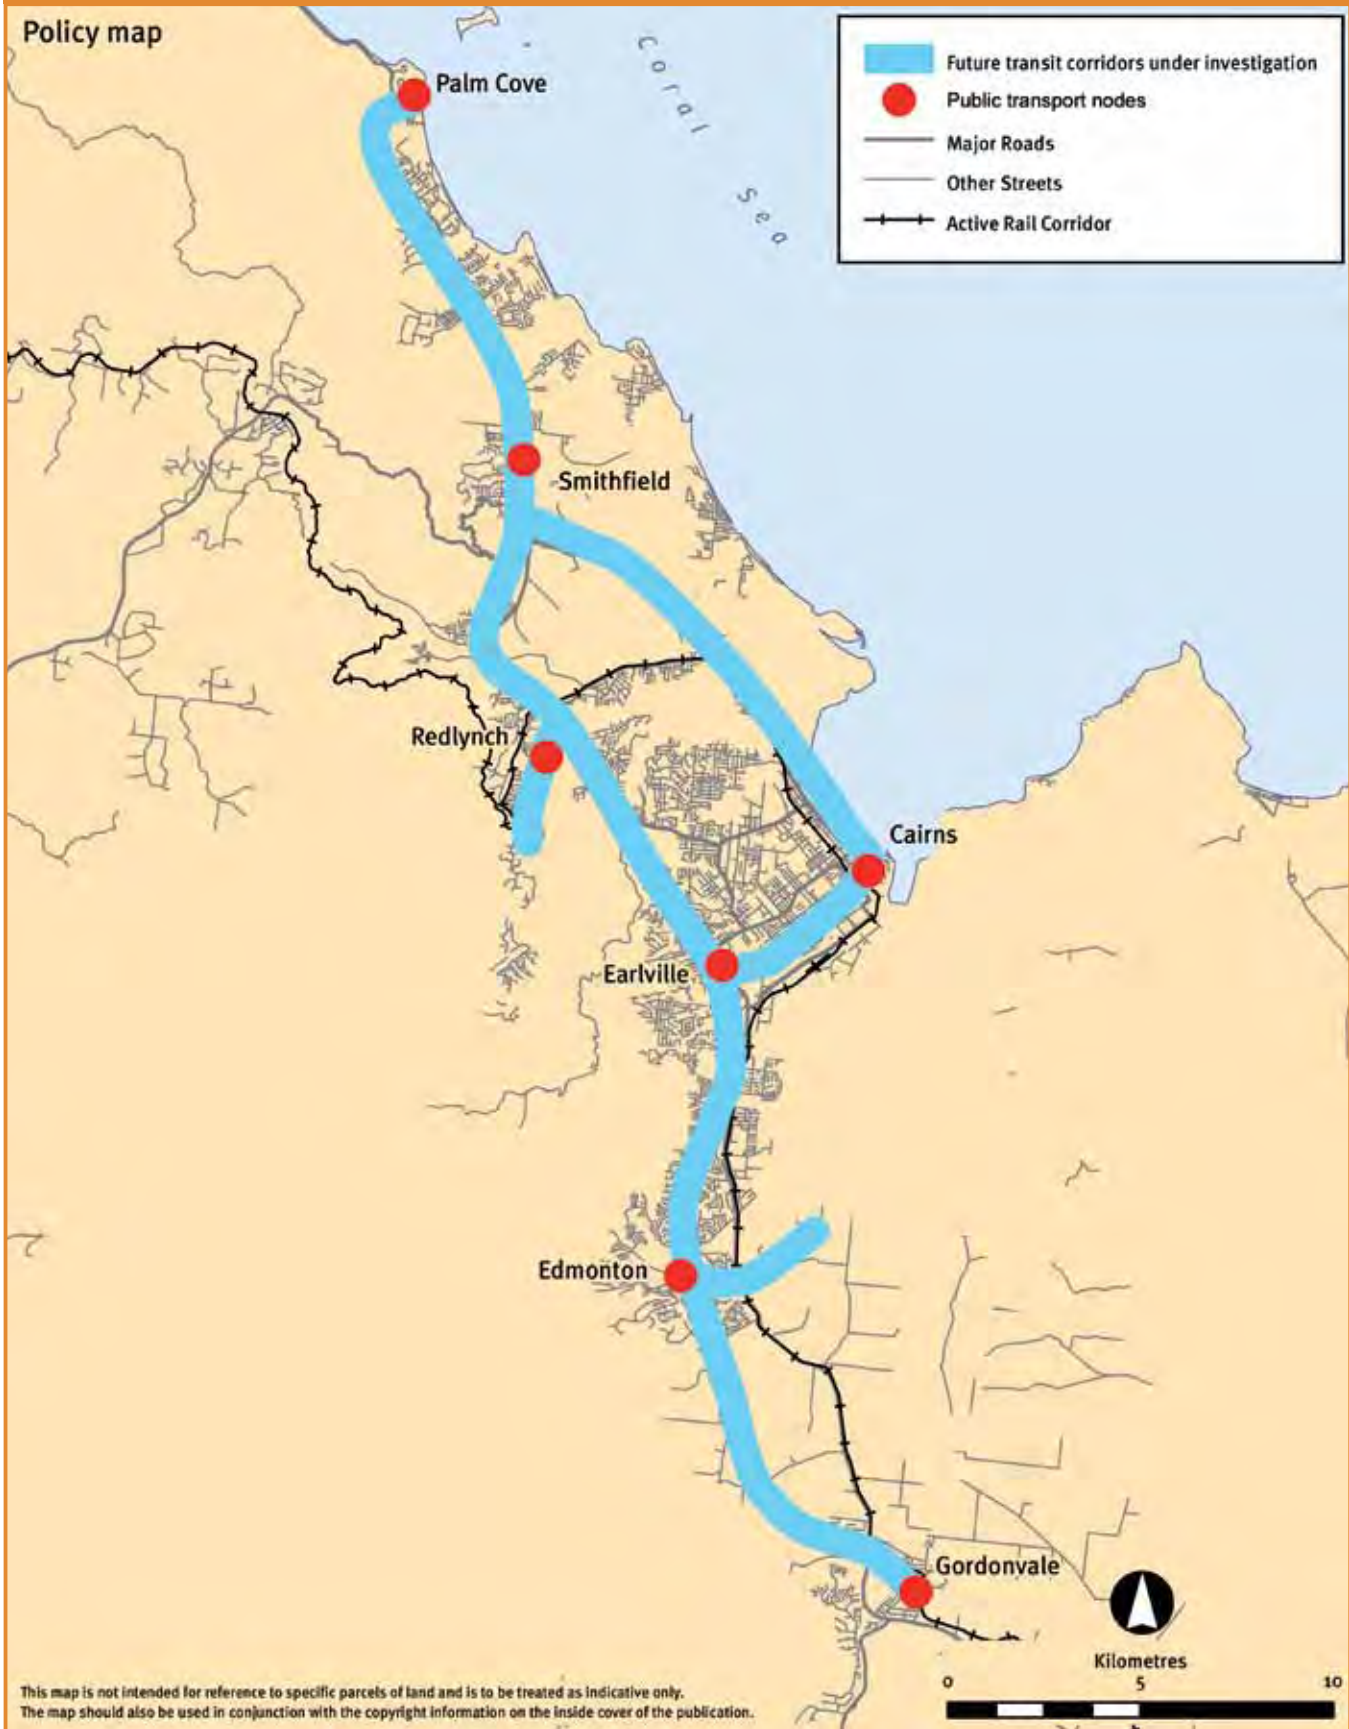 Policy map
Future transit corridors under investigation
Public transport nodes
Major Roads
Other Streets
Active Rail Corridor
Coral Sea
Palm Cove
Smithfield
Redlynch
Cairns
Earlville
Edmonton
Gordonvale
Kilometres
0 5 10
This map is not intended for reference to specific parcels of land and is to be treated as indicative only.
The map should also be used in conjunction with the copyright information on the inside cover of the publication.